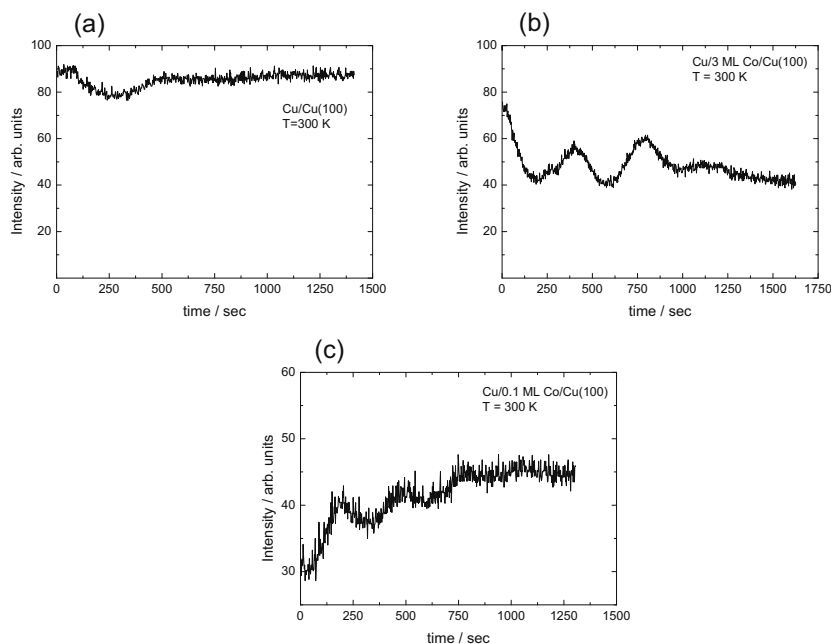 (a)
100
80
60
40
20
Intensity / arb. units
Cu/Cu(100)
T=300 K
0 250 500 750 1000 1250 1500
time / sec
(b)
100
80
60
40
20
Intensity / arb. units
Cu/3 ML Co/Cu(100)
T = 300 K
0 250 500 750 1000 1250 1500 1750
time / sec
(c)
60
50
40
30
Intensity / arb. units
Cu/0.1 ML Co/Cu(100)
T = 300 K
0 250 500 750 1000 1250 1500
time / sec